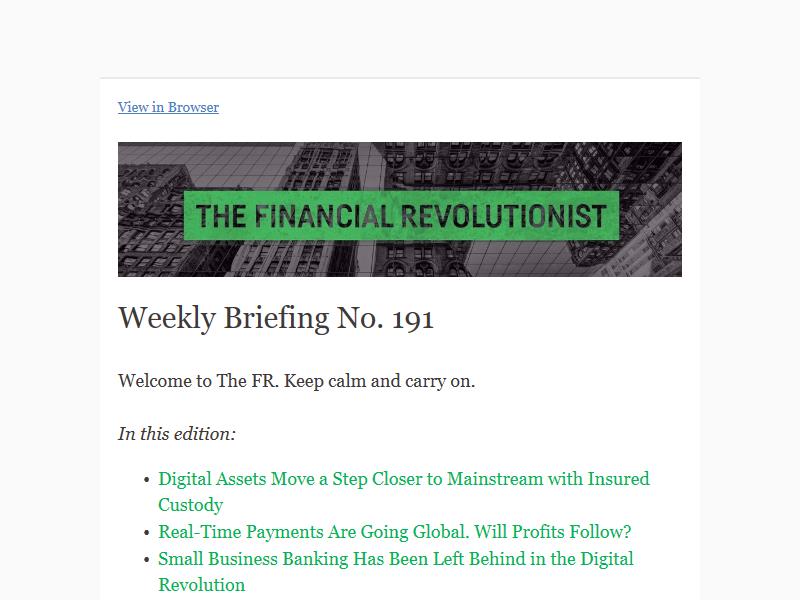 View in Browser
THE FINANCIAL REVOLUTIONIST
Weekly Briefing No. 191
Welcome to The FR. Keep calm and carry on.
In this edition:
• Digital Assets Move a Step Closer to Mainstream with Insured
Custody
• Real-Time Payments Are Going Global. Will Profits Follow?
• Small Business Banking Has Been Left Behind in the Digital
Revolution